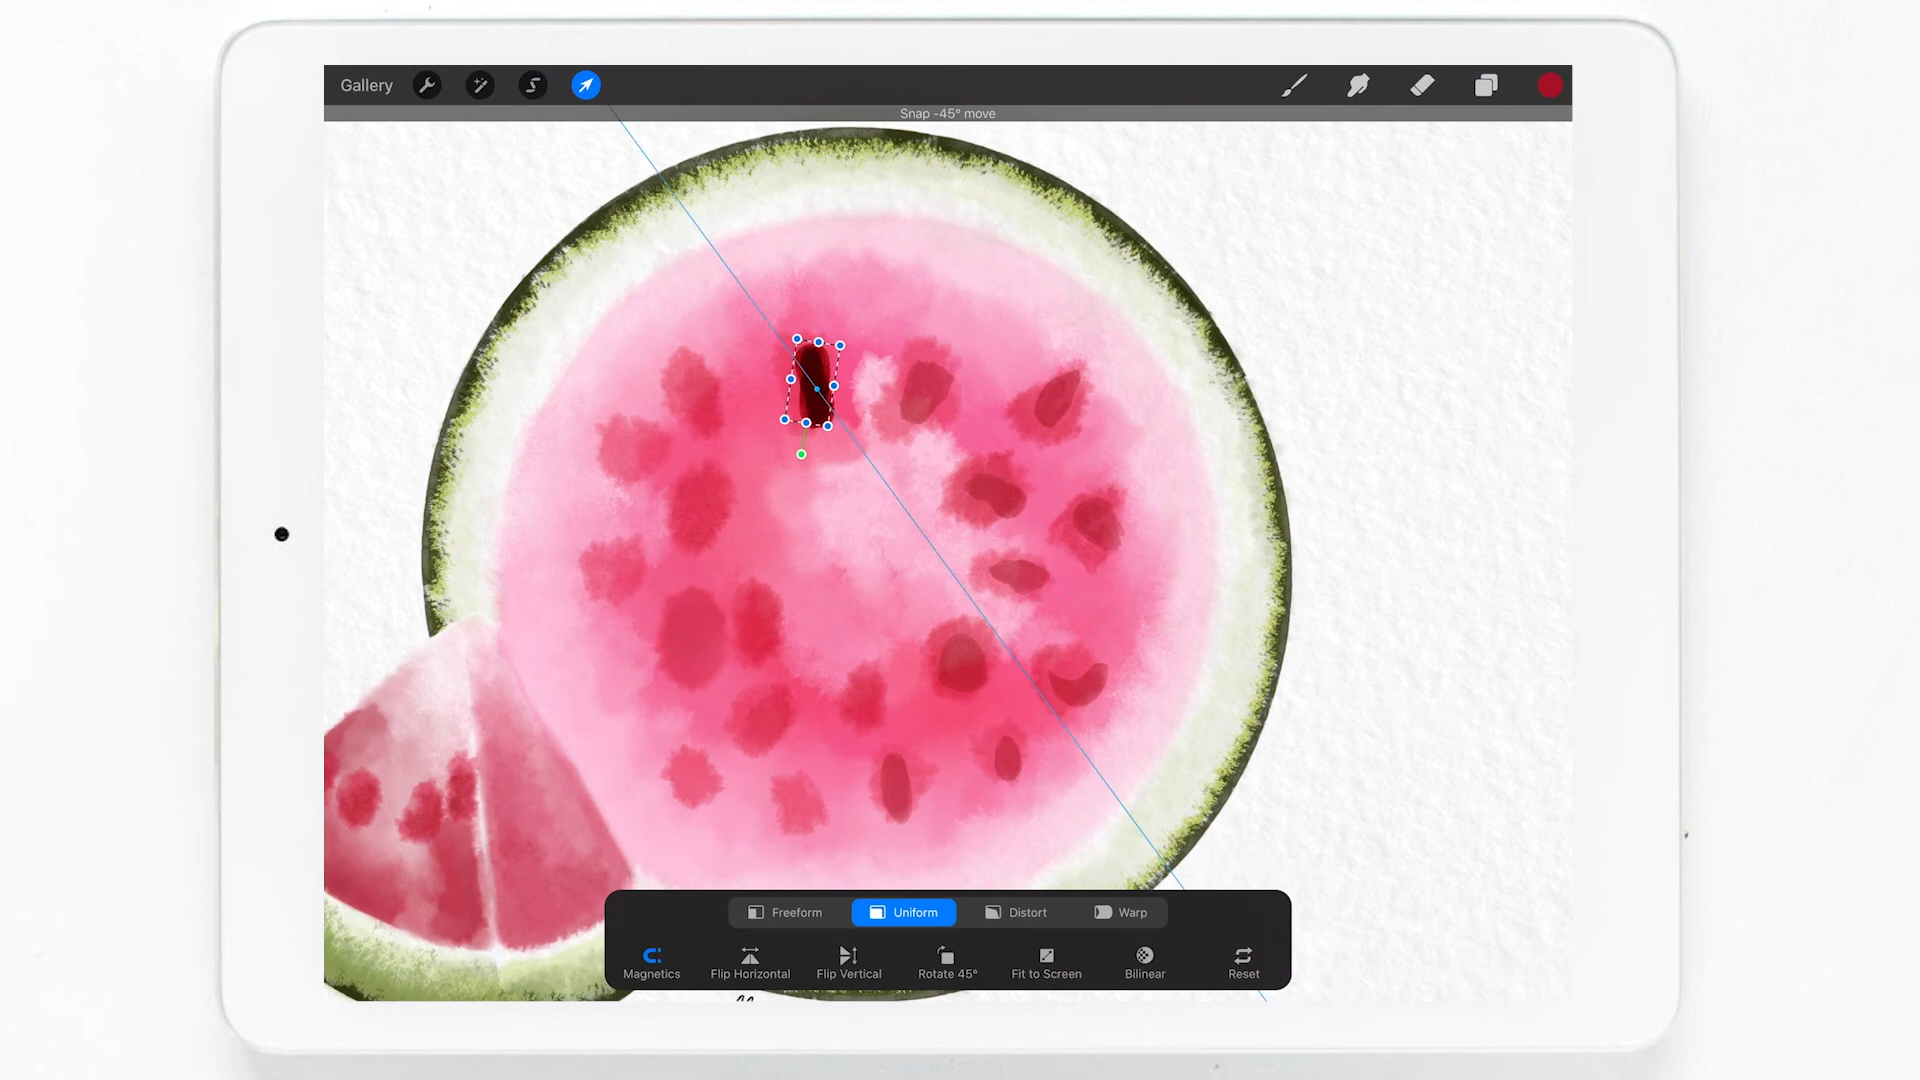 Gallery
Snap -45° move
Freeform Uniform Distort Warp
Magnetics Flip Horizontal Flip Vertical Rotate 45° Fit to Screen Bilinear Reset